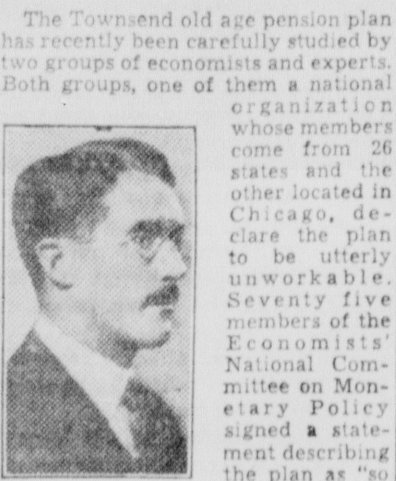 The Townsend old age pension plan
has recently been carefully studied by
two groups of economists and experts.
Both groups, one of them a national
organization
whose members
come from 26
states and the
other located in
Chicago, de-
clare the plan
to be utterly
unworkable.
Seventy five
members of the
Economists'
National Com-
mittee on Mon-
etary Policy
signed a state-
ment describing
the plan as "so